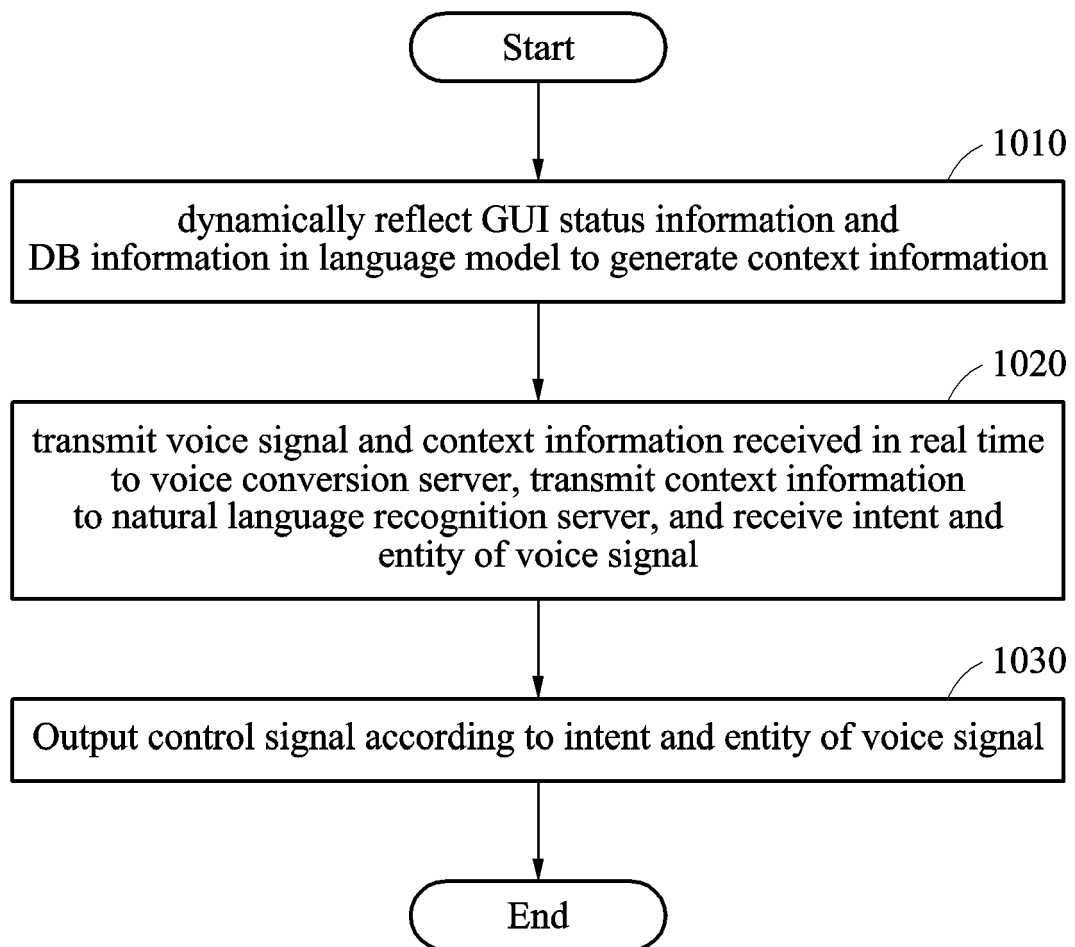 Start
1010
dynamically reflect GUI status information and
DB information in language model to generate context information
1020
transmit voice signal and context information received in real time
to voice conversion server, transmit context information
to natural language recognition server, and receive intent and
entity of voice signal
1030
Output control signal according to intent and entity of voice signal
End